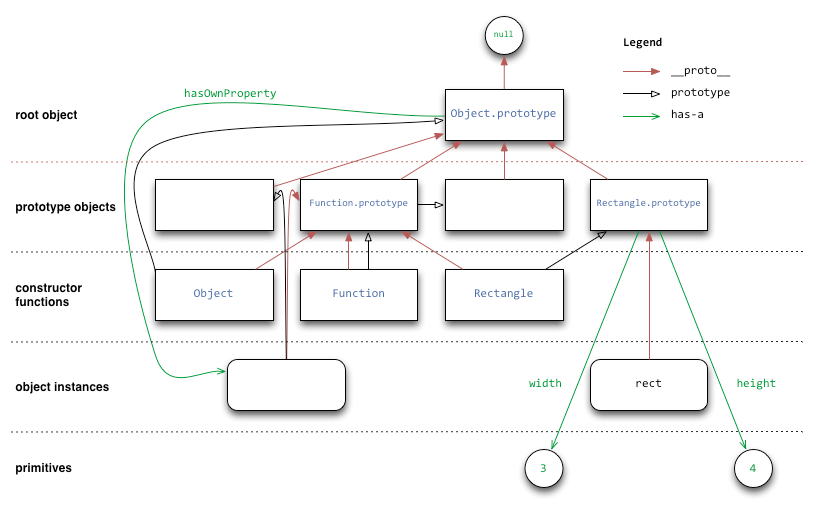 null
Legend
__proto__
prototype
has-a
hasOwnProperty
root object
Object.prototype
prototype objects
Function.prototype
Rectangle.prototype
constructor
functions
Object
Function
Rectangle
object instances
width
rect
height
primitives
3
4